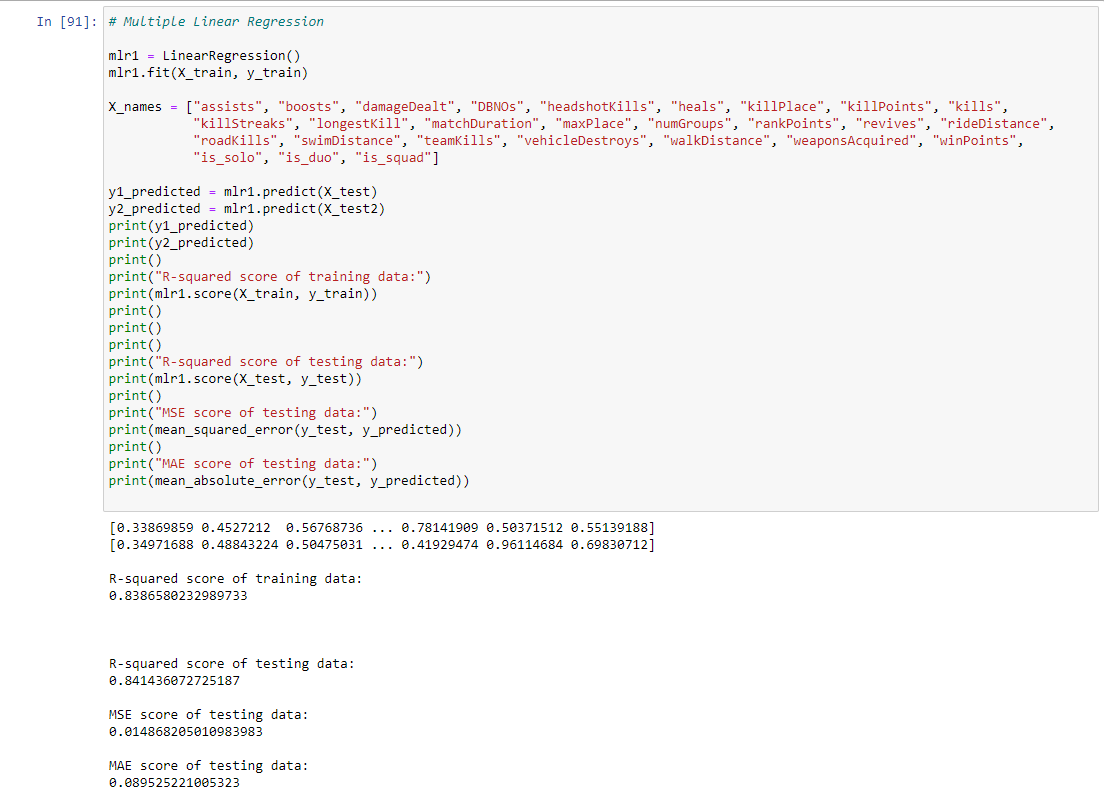 In [91]: # Multiple Linear Regression
mlr1 = LinearRegression()
mlr1.fit(X_train, y_train)
X_names = ["assists", "boosts", "damageDealt", "DBNOs", "headshotKills", "heals", "killPlace", "killPoints", "kills",
"killStreaks", "longestKill", "matchDuration", "maxPlace", "numGroups", "rankPoints", "revives", "rideDistance",
"roadKills", "swimDistance", "teamKills", "vehicleDestroys", "walkDistance", "weaponsAcquired", "winPoints",
"is_solo", "is_duo", "is_squad"]
y1_predicted = mlr1.predict(X_test)
y2_predicted = mlr1.predict(X_test2)
print(y1_predicted)
print(y2_predicted)
print()
print("R-squared score of training data:")
print(mlr1.score(X_train, y_train))
print()
print()
print()
print("R-squared score of testing data:")
print(mlr1.score(X_test, y_test))
print()
print("MSE score of testing data:")
print(mean_squared_error(y_test, y_predicted))
print()
print("MAE score of testing data:")
print(mean_absolute_error(y_test, y_predicted))
[0.33869859 0.4527212  0.56768736 ... 0.78141909 0.50371512 0.55139188]
[0.34971688 0.48843224 0.50475031 ... 0.41929474 0.96114684 0.69830712]
R-squared score of training data:
0.8386580232989733
R-squared score of testing data:
0.841436072725187
MSE score of testing data:
0.014868205010983983
MAE score of testing data:
0.089525221005323